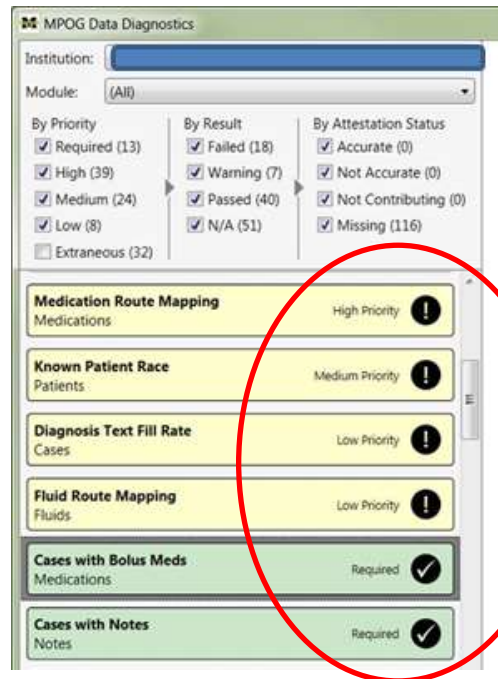 MPOG Data Diagnostics
Institution:
Module: (All)
By Priority By Result By Attestation Status
Required (13) Failed (18) Accurate (0)
High (39) Warning (7) Not Accurate (0)
Medium (24) Passed (40) Not Contributing (0)
Low (8) N/A (51) Missing (116)
Extraneous (32)
Medication Route Mapping
High Priority
Medications
Known Patient Race
Medium Priority
Patients
Diagnosis Text Fill Rate
Low Priority
Cases
Fluid Route Mapping
Low Priority
Fluids
Cases with Bolus Meds
Required
Medications
Cases with Notes
Required
Notes